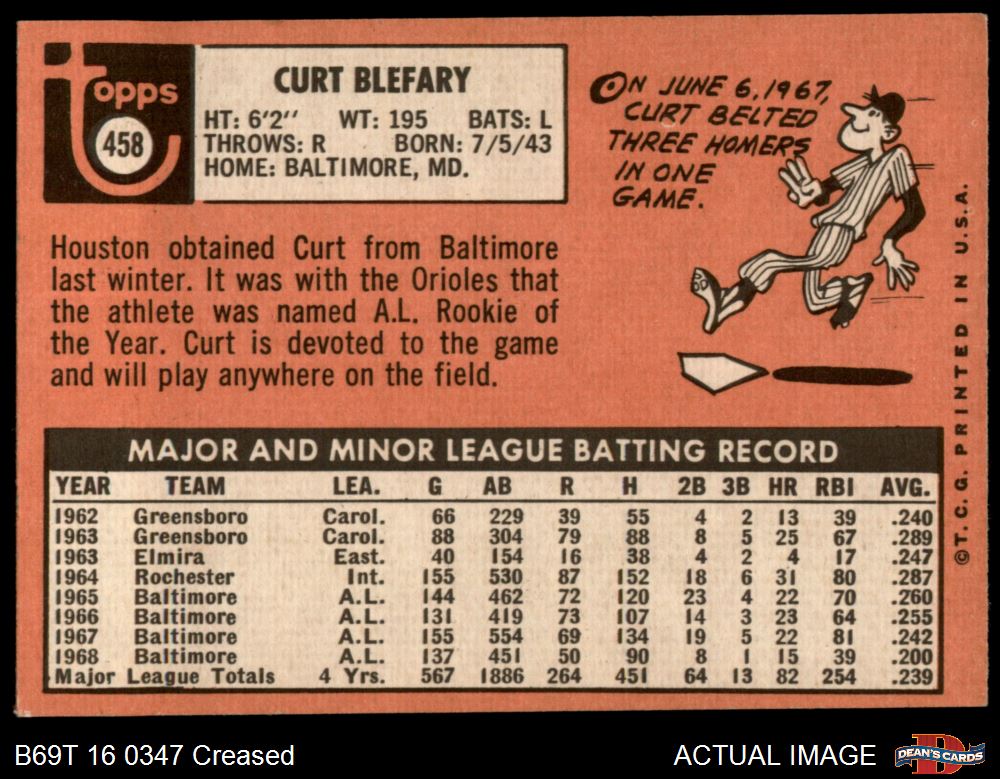 topps
458
CURT BLEFARY
HT: 6'2" WT: 195 BATS: L
THROWS: R BORN: 7/5/43
HOME: BALTIMORE, MD.
ON JUNE 6, 1967,
CURT BELTED
THREE HOMERS
IN ONE
GAME.
Houston obtained Curt from Baltimore
last winter. It was with the Orioles that
the athlete was named A.L. Rookie of
the Year. Curt is devoted to the game
and will play anywhere on the field.
MAJOR AND MINOR LEAGUE BATTING RECORD
YEAR TEAM LEA. G AB R H 2B 3B HR RBI AVG.
1962 Greensboro Carol. 66 229 39 55 4 2 13 39 .240
1963 Greensboro Carol. 88 304 79 88 8 5 25 67 .289
1963 Elmira East. 40 154 16 38 4 2 4 17 .247
1964 Rochester Int. 155 530 87 152 18 6 31 80 .287
1965 Baltimore A.L. 144 462 72 120 23 4 22 70 .260
1966 Baltimore A.L. 131 419 73 107 14 3 23 64 .255
1967 Baltimore A.L. 155 554 69 134 19 5 22 81 .242
1968 Baltimore A.L. 137 451 50 90 8 1 15 39 .200
Major League Totals 4 Yrs. 567 1886 264 451 64 13 82 254 .239
©T.C.G. PRINTED IN U.S.A.
B69T 16 0347 Creased
ACTUAL IMAGE
DEAN'S CARDS